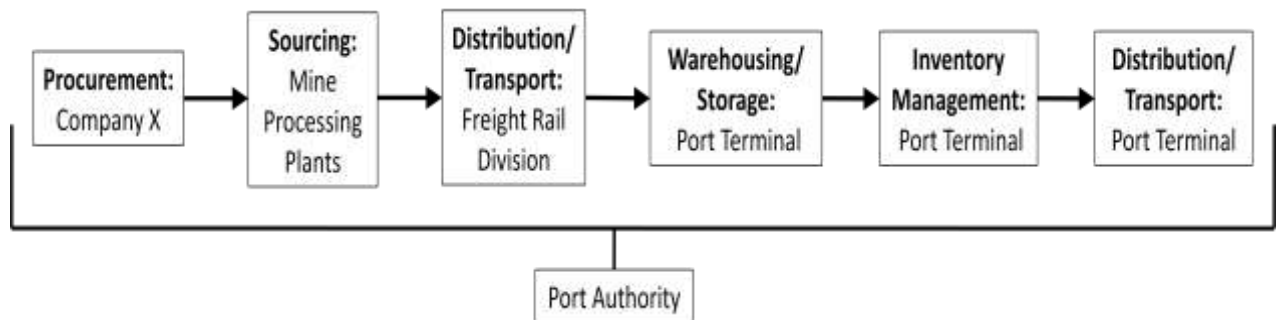 Procurement:
Company X
Sourcing:
Mine
Processing
Plants
Distribution/
Transport:
Freight Rail
Division
Warehousing/
Storage:
Port Terminal
Inventory
Management:
Port Terminal
Distribution/
Transport:
Port Terminal
Port Authority